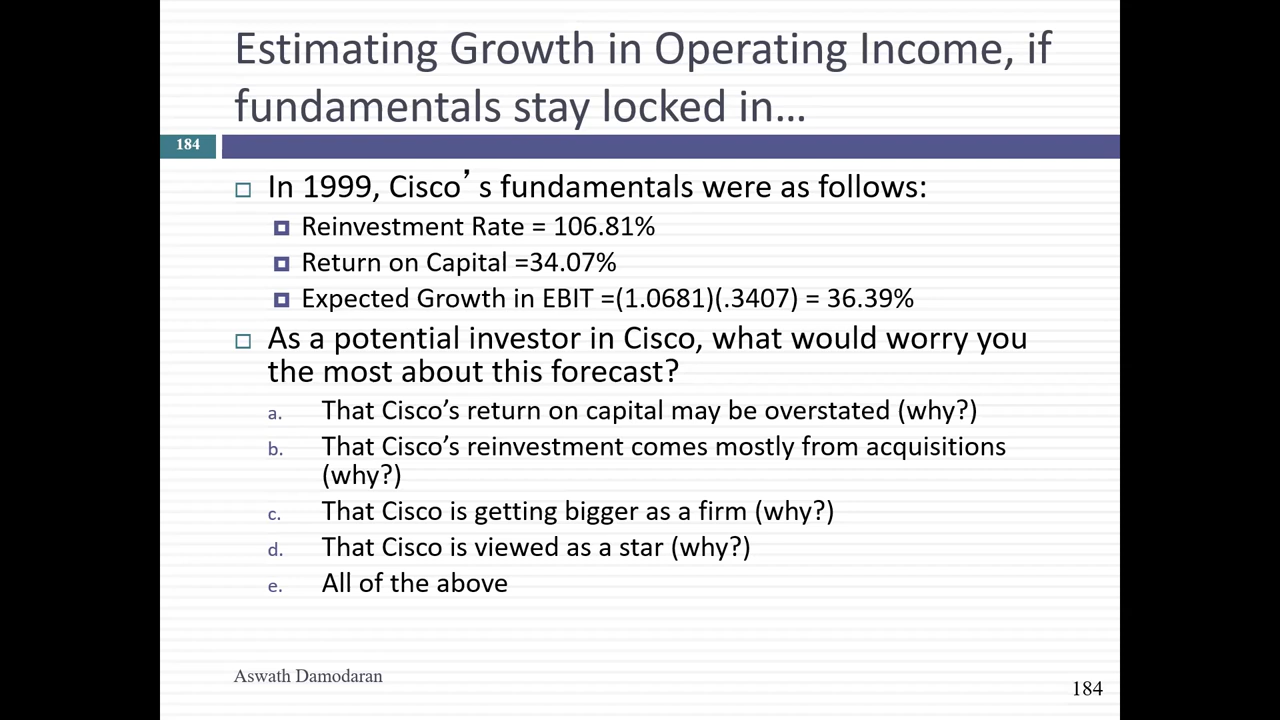 Estimating Growth in Operating Income, if
fundamentals stay locked in…
184
In 1999, Cisco’s fundamentals were as follows:
Reinvestment Rate = 106.81%
Return on Capital =34.07%
Expected Growth in EBIT =(1.0681)(.3407) = 36.39%
As a potential investor in Cisco, what would worry you
the most about this forecast?
a. That Cisco’s return on capital may be overstated (why?)
b. That Cisco’s reinvestment comes mostly from acquisitions
(why?)
c. That Cisco is getting bigger as a firm (why?)
d. That Cisco is viewed as a star (why?)
e. All of the above
Aswath Damodaran
184